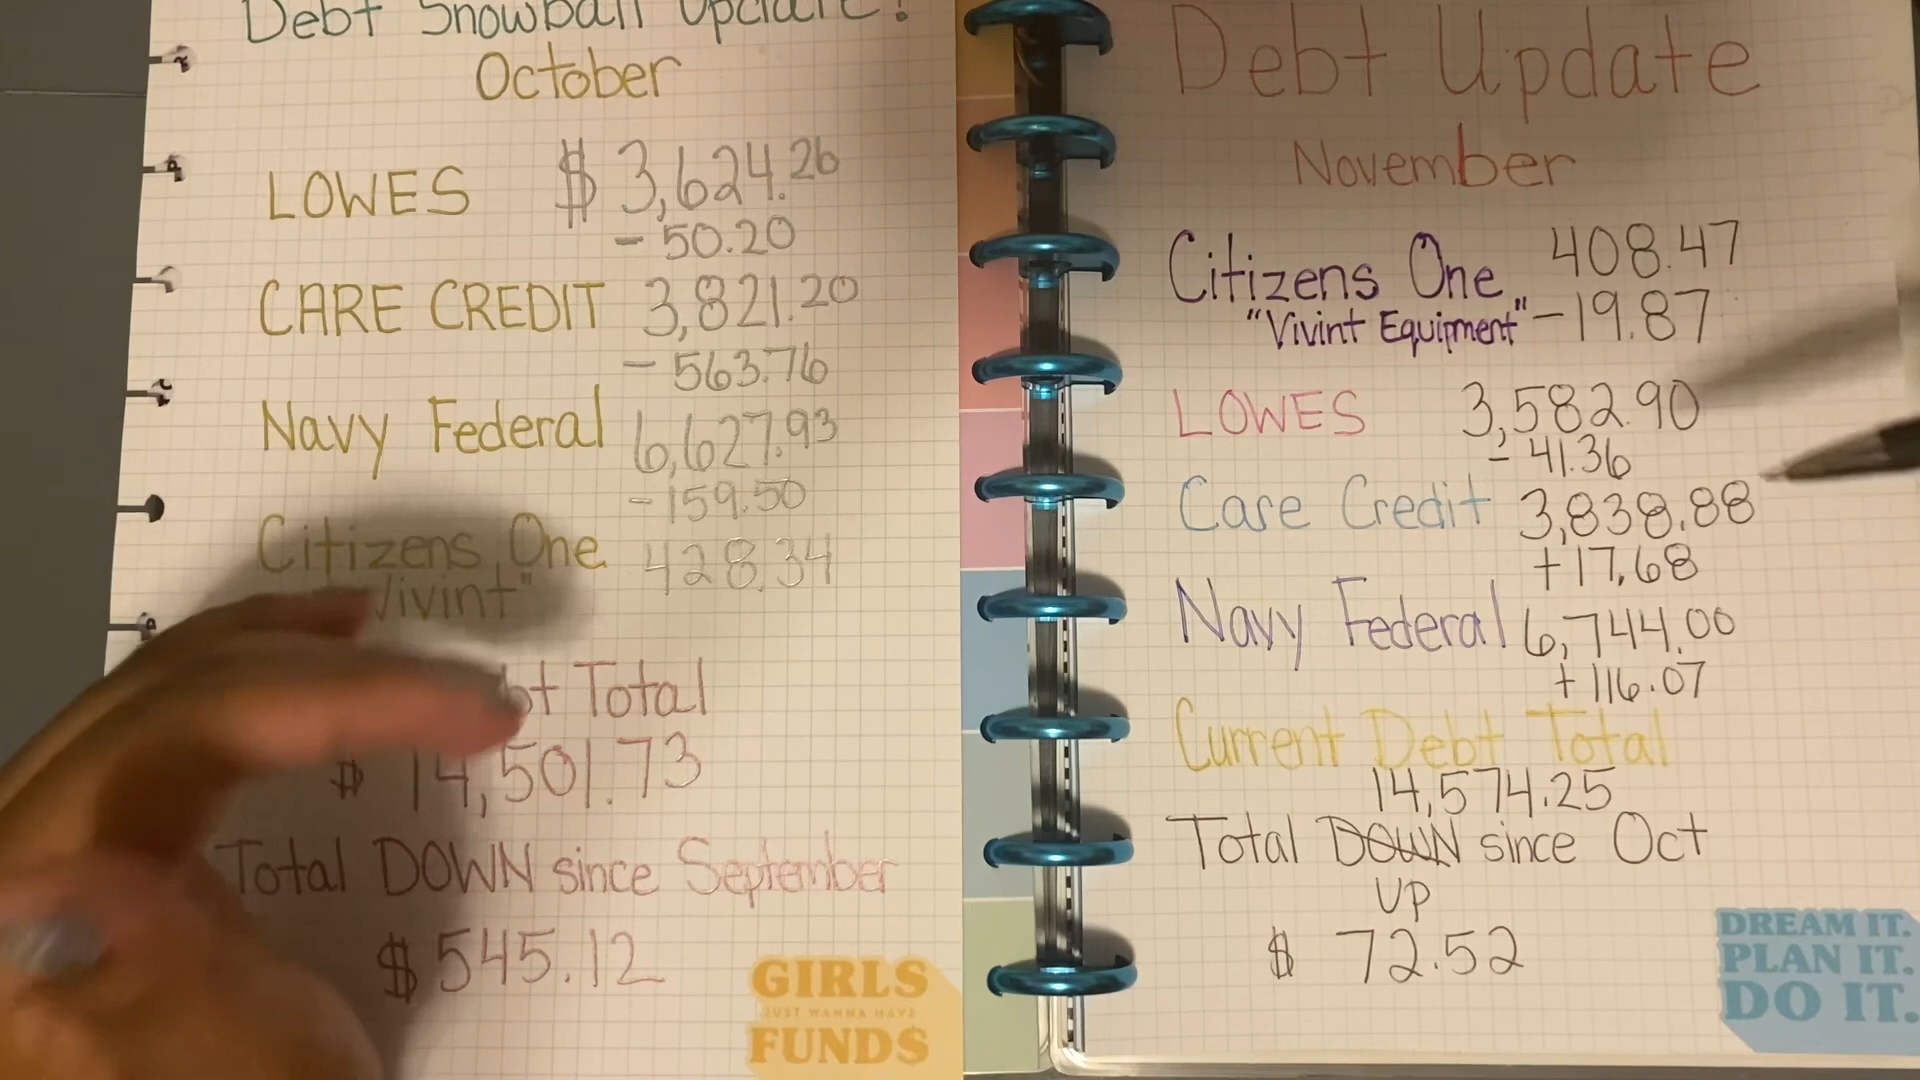 Debt Snowball Update!
October
LOWES $ 3,624.26
- 50.20
CARE CREDIT 3,821.20
- 563.76
Navy Federal 6,627.93
- 159.50
Citizens One 428.34
"Vivint"
Total
$ 14,501.73
Total DOWN since September
$ 545.12
GIRLS
JUST WANNA HAVE
FUNDS
Debt Update
November
Citizens One 408.47
"Vivint Equipment" - 19.87
LOWES 3,582.90
- 41.36
Care Credit 3,838.88
+ 17.68
Navy Federal 6,744.00
+ 116.07
Current Debt Total
14,574.25
Total DOWN since Oct
UP
$ 72.52
DREAM IT.
PLAN IT.
DO IT.